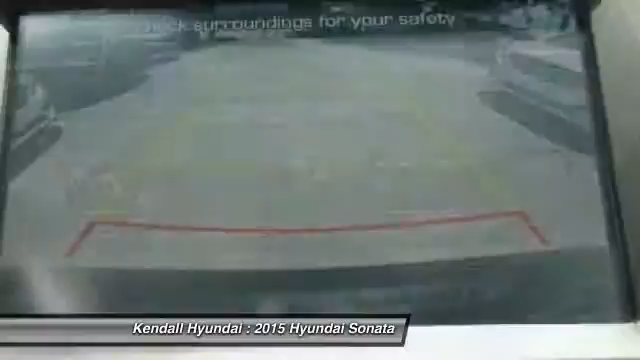 surroundings for your safety
Kendall Hyundai : 2015 Hyundai Sonata